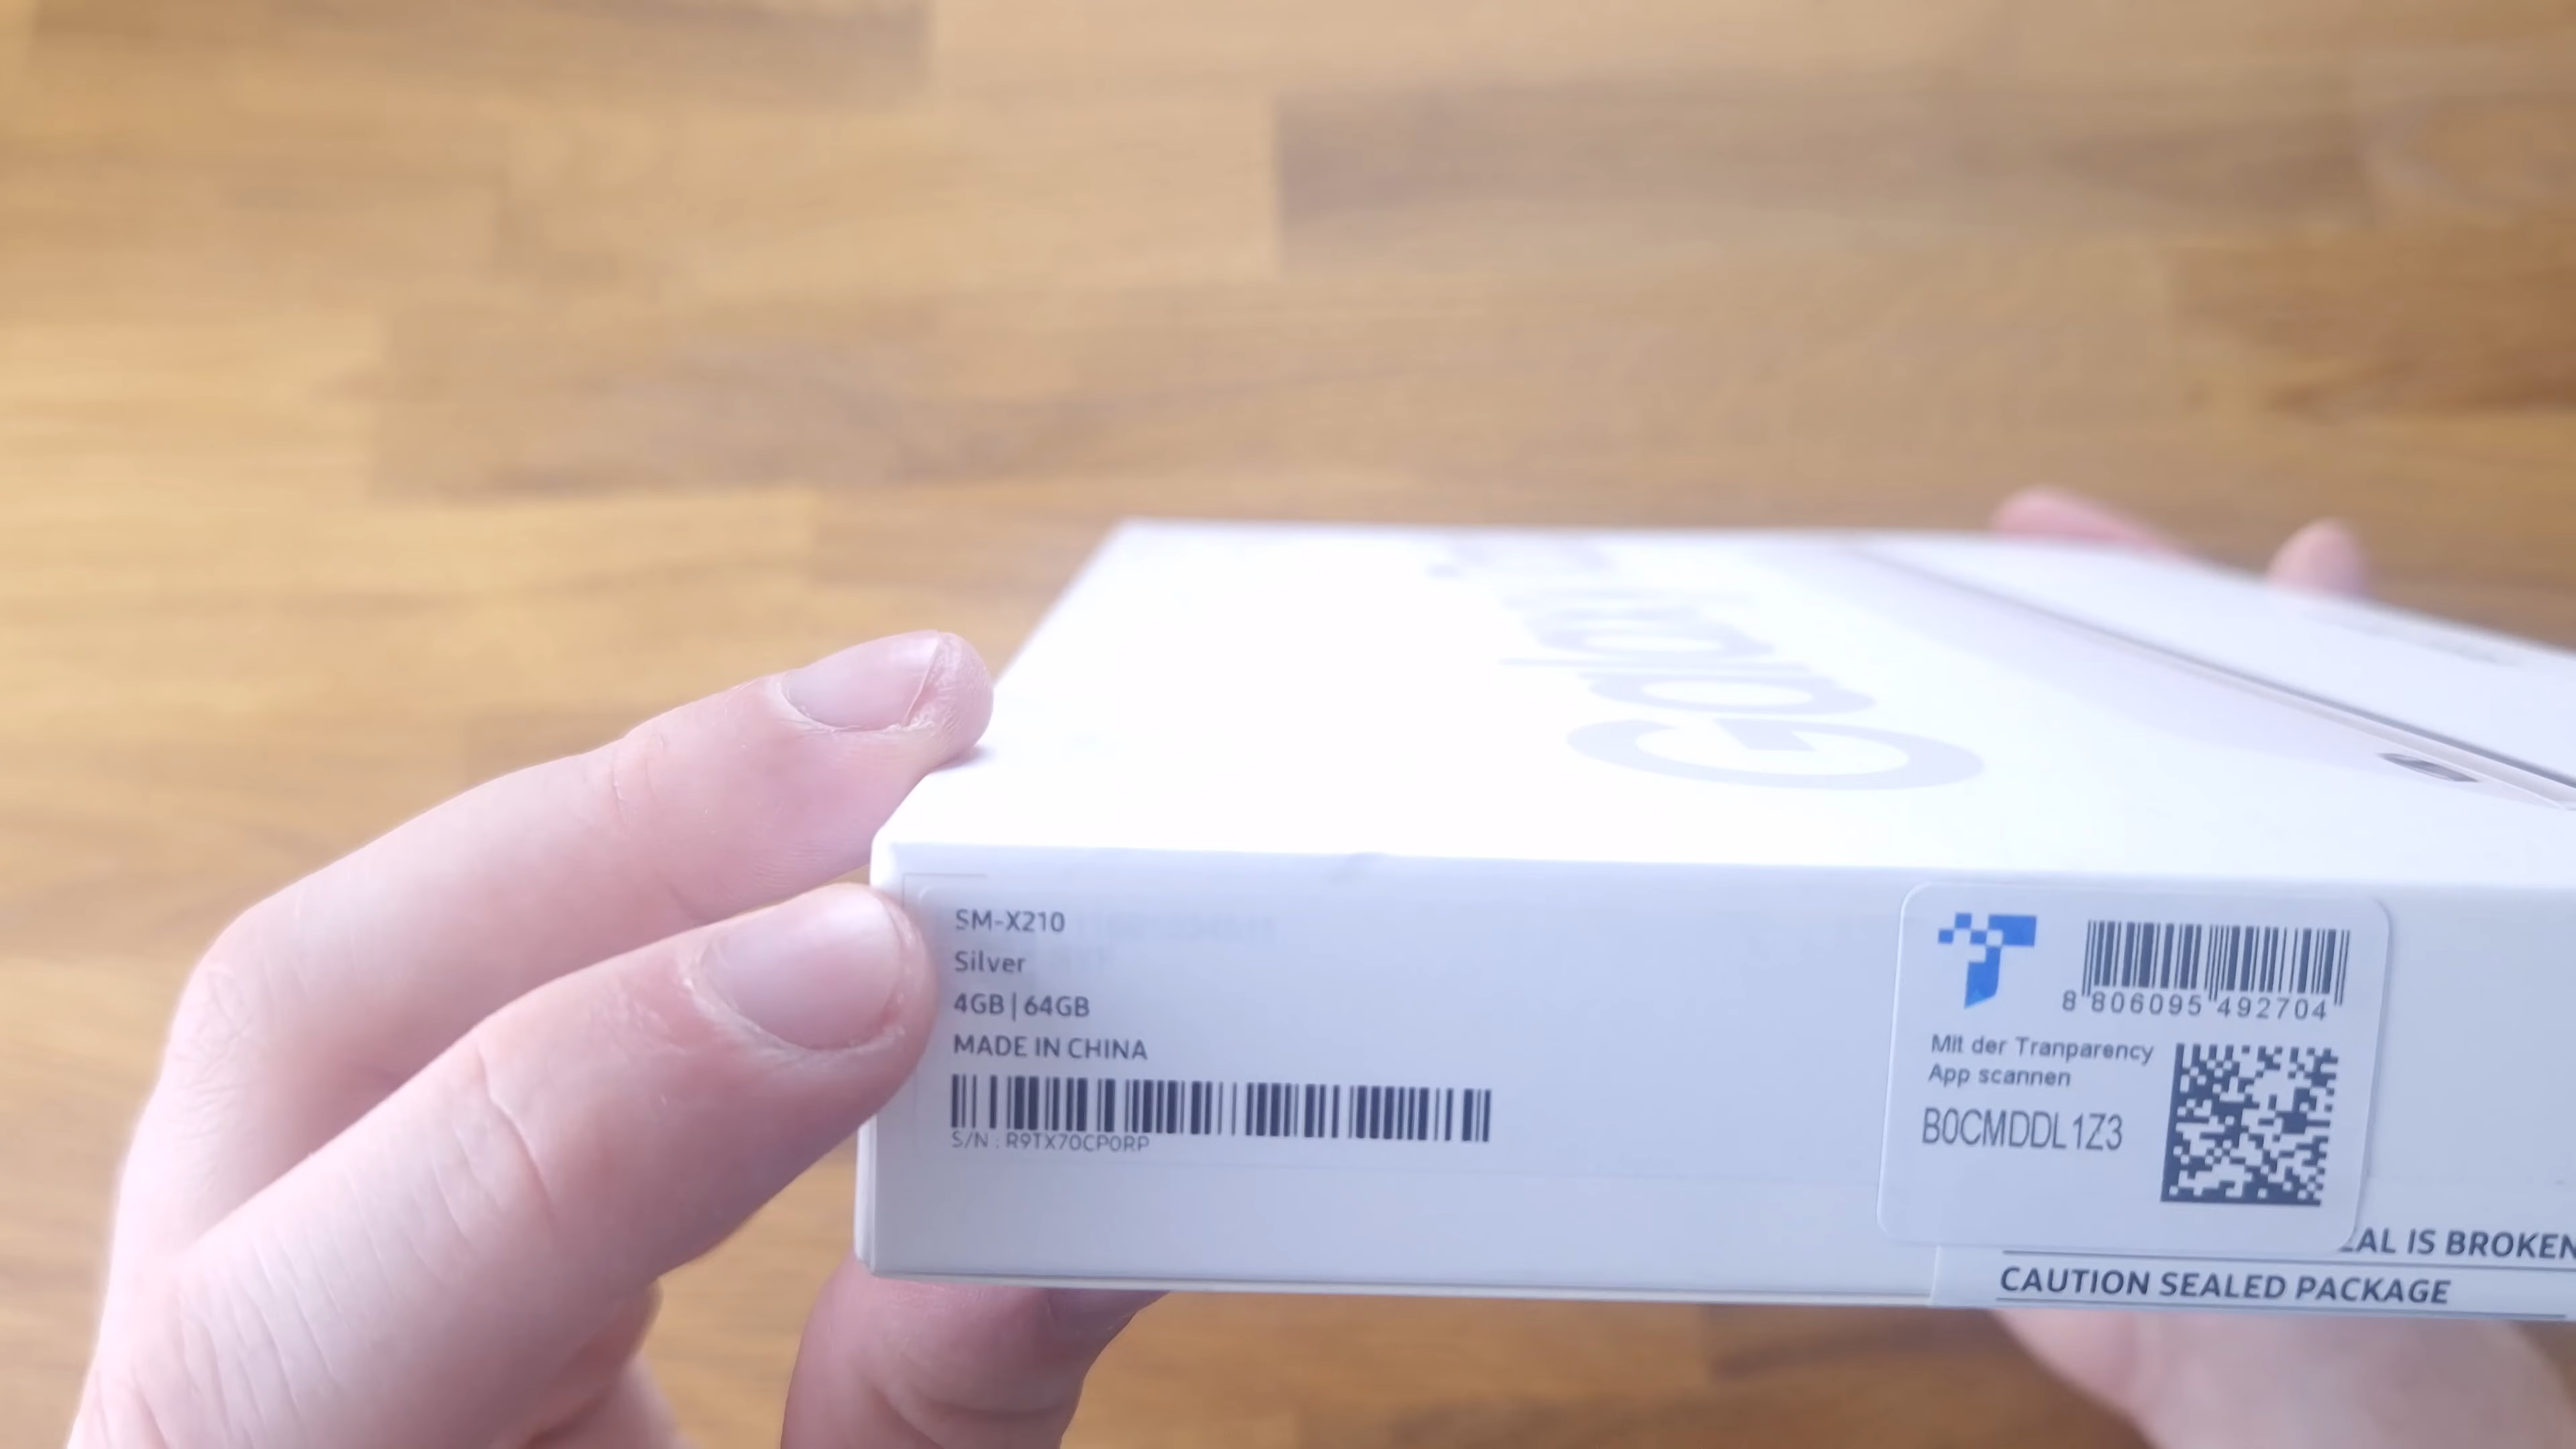 Galaxy
SM-X210
Silver
4GB | 64GB
MADE IN CHINA
S/N : R9TX70CP0RP
8 806095 492704
Mit der Tranparency
App scannen
B0CMDDL1Z3
EAL IS BROKEN
CAUTION SEALED PACKAGE